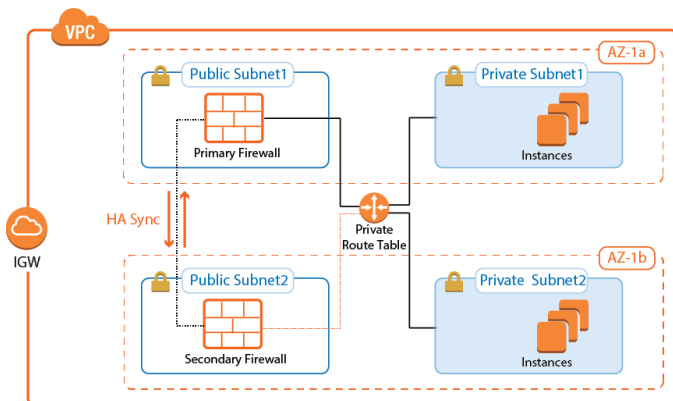 VPC
AZ-1a
Public Subnet1
Private Subnet1
Primary Firewall
Instances
HA Sync
IGW
Private
Route Table
AZ-1b
Public Subnet2
Private Subnet2
Secondary Firewall
Instances